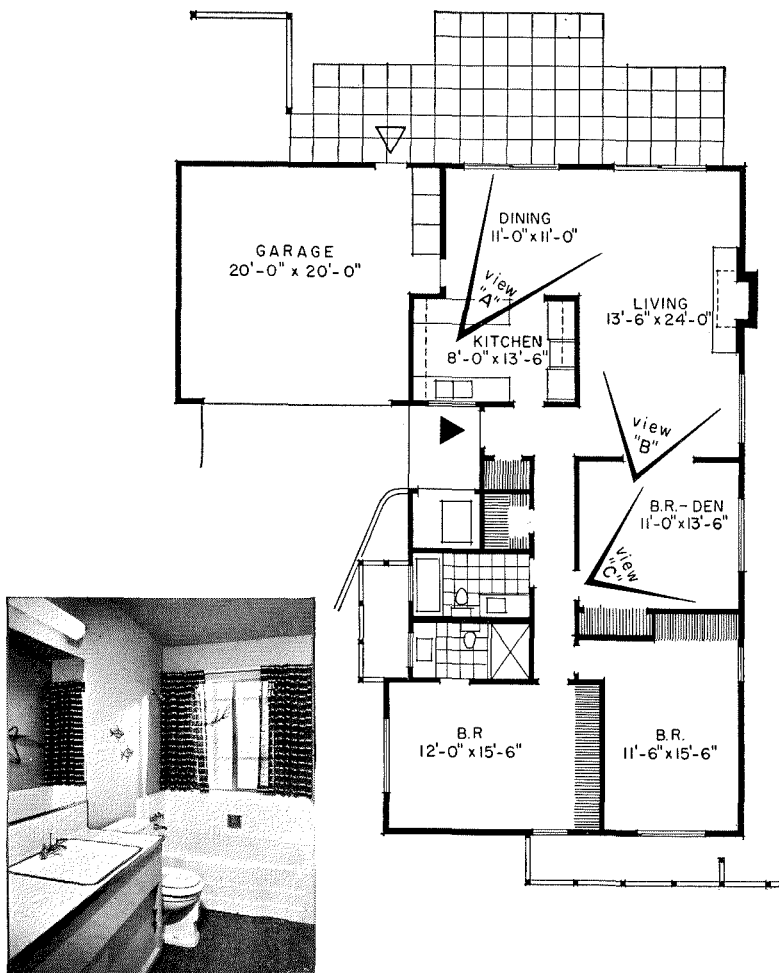 GARAGE
20'-0" x 20'-0"
DINING
11'-0" x 11'-0"
view
"A"
LIVING
13'-6" x 24'-0"
KITCHEN
8'-0" x 13'-6"
view
"B"
B.R.-DEN
11'-0" x 13'-6"
view
"C"
B.R
12'-0" x 15'-6"
B.R.
11'-6" x 15'-6"